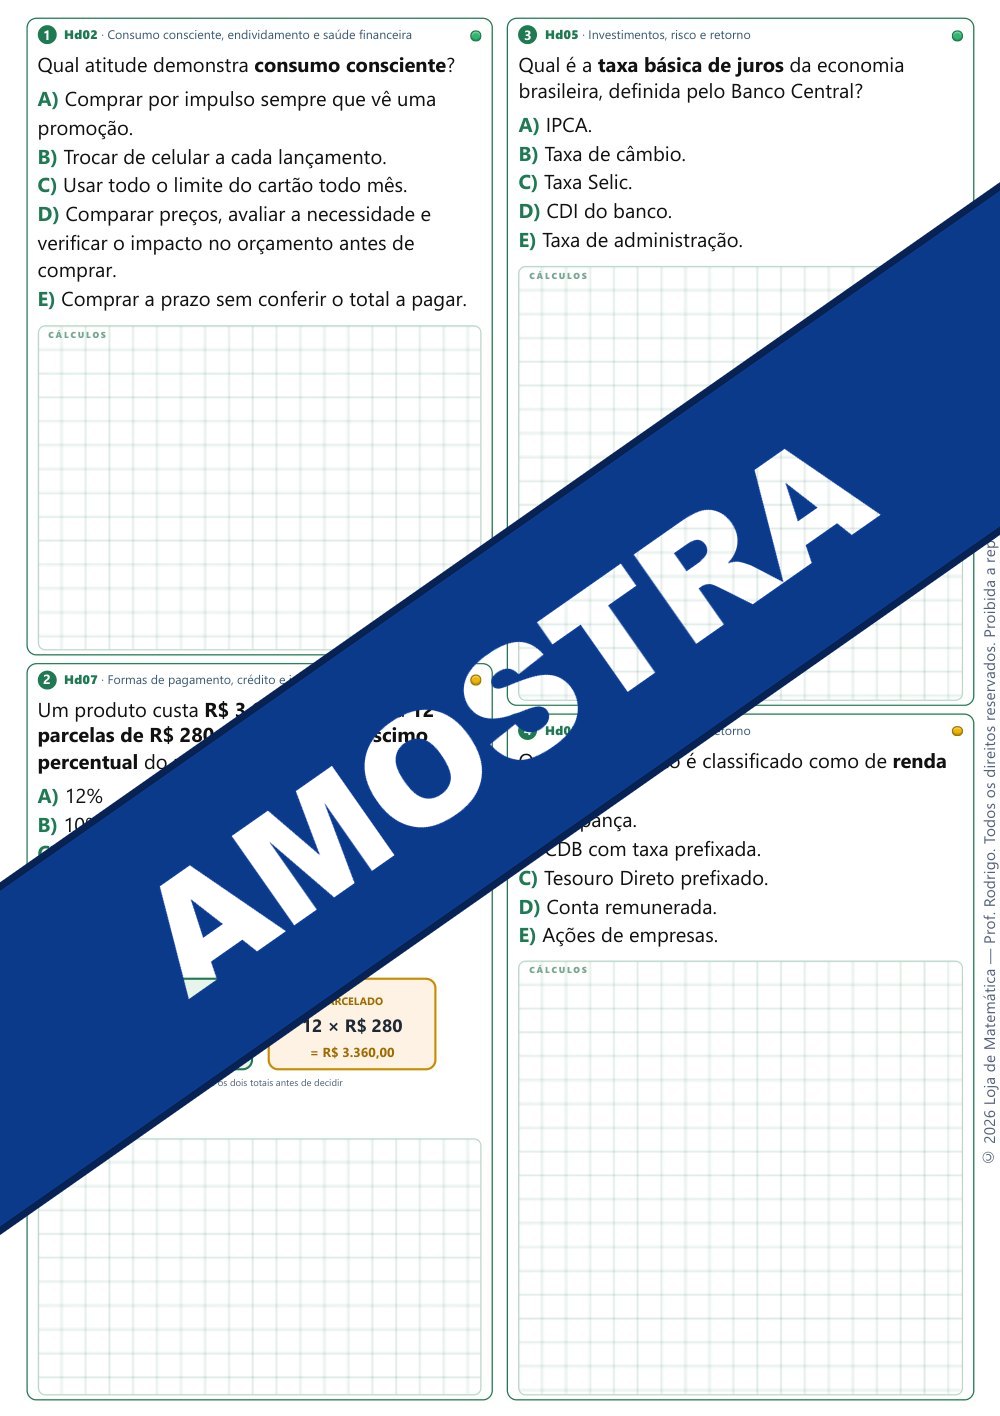 1 Hd02 · Consumo consciente, endividamento e saúde financeira
Qual atitude demonstra consumo consciente?
A) Comprar por impulso sempre que vê uma
promoção.
B) Trocar de celular a cada lançamento.
C) Usar todo o limite do cartão todo mês.
D) Comparar preços, avaliar a necessidade e
verificar o impacto no orçamento antes de
comprar.
E) Comprar a prazo sem conferir o total a pagar.
CÁLCULOS
2 Hd07 · Formas de pagamento, crédito e
Um produto custa R$ 3. 12
parcelas de R$ 280
percentual do
A) 12%
B)
12 × R$ 280
= R$ 3.360,00
os dois totais antes de decidir
3 Hd05 · Investimentos, risco e retorno
Qual é a taxa básica de juros da economia
brasileira, definida pelo Banco Central?
A) IPCA.
B) Taxa de câmbio.
C) Taxa Selic.
D) CDI do banco.
E) Taxa de administração.
CÁLCULOS
é classificado como de renda
CDB com taxa prefixada.
C) Tesouro Direto prefixado.
D) Conta remunerada.
E) Ações de empresas.
CÁLCULOS
AMOSTRA
© 2026 Loja de Matemática — Prof. Rodrigo. Todos os direitos reservados. Proibida a